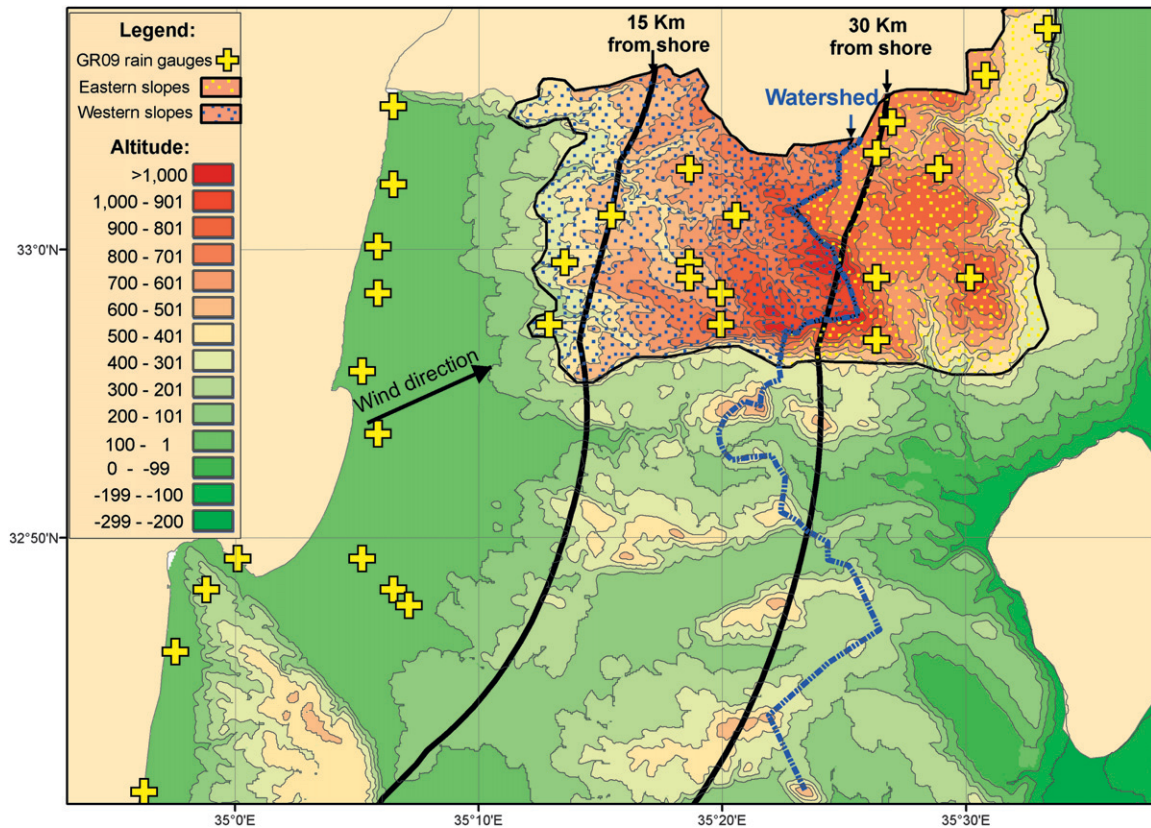 Legend:
GR09 rain gauges
Eastern slopes
Western slopes
Altitude:
>1,000
1,000 - 901
900 - 801
800 - 701
700 - 601
600 - 501
500 - 401
400 - 301
300 - 201
200 - 101
100 - 1
0 - -99
-199 - -100
-299 - -200
15 Km
from shore
30 Km
from shore
Watershed
Wind direction
33°0'N
32°50'N
35°0'E
35°10'E
35°20'E
35°30'E